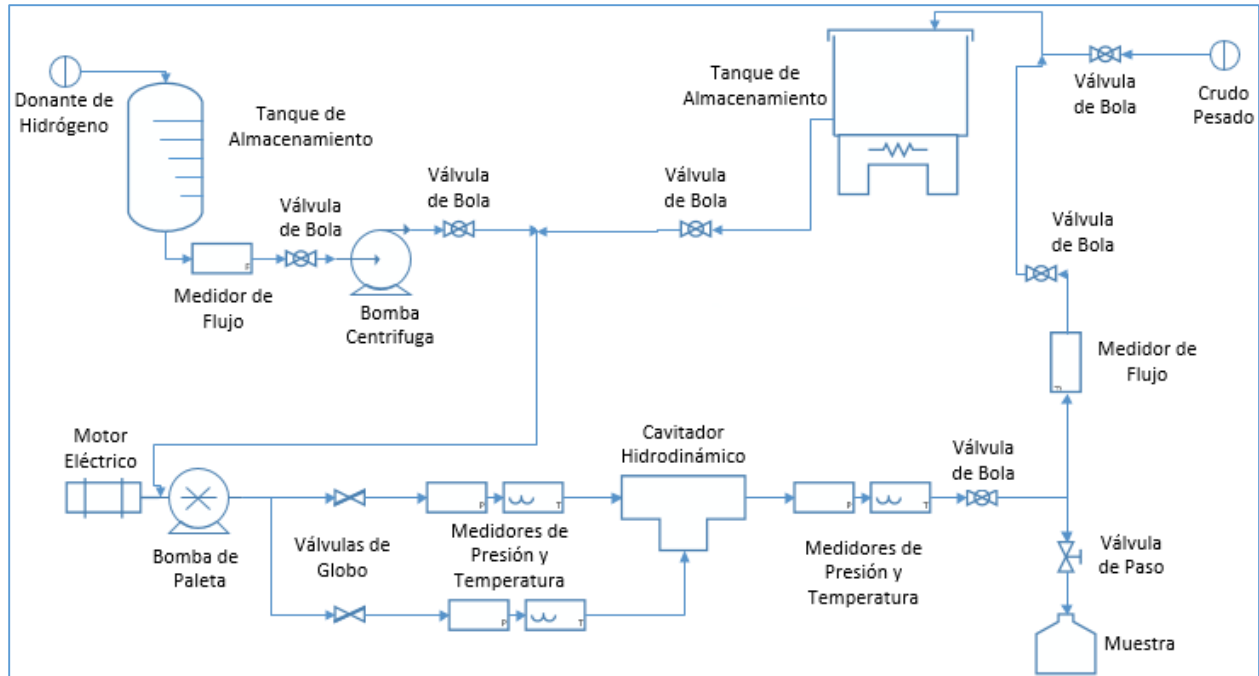 Donante de
Hidrógeno
Tanque de
Almacenamiento
Tanque de
Almacenamiento
Válvula
de Bola
Crudo
Pesado
Válvula
de Bola
Válvula
de Bola
Válvula
de Bola
Válvula
de Bola
F
Medidor de
Flujo
Bomba
Centrifuga
F
Medidor de
Flujo
Motor
Eléctrico
Cavitador
Hidrodinámico
Válvula
de Bola
P
T
P
T
Bomba de
Paleta
Válvulas de
Globo
Medidores de
Presión y
Temperatura
Medidores de
Presión y
Temperatura
Válvula
de Paso
P
T
Muestra